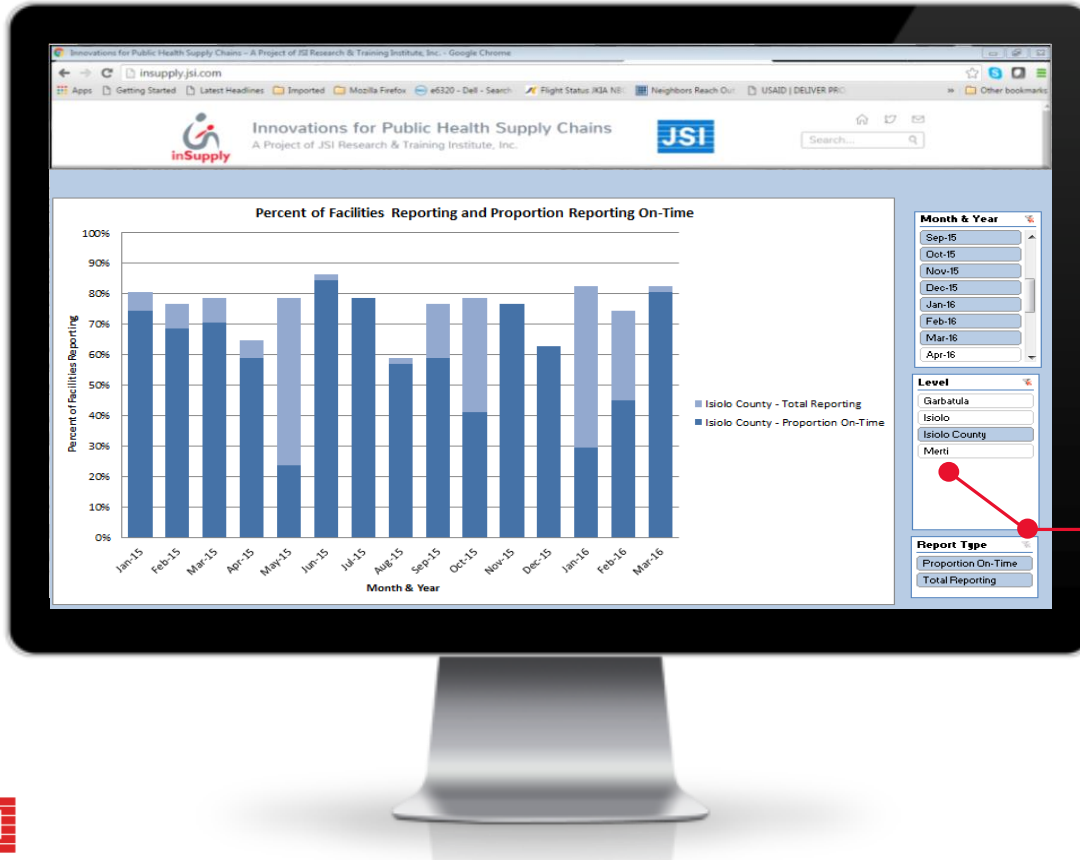 Innovations for Public Health Supply Chains – A Project of JSI Research & Training Institute, Inc. - Google Chrome
insupply.jsi.com
Apps Getting Started Latest Headlines Imported Mozilla Firefox e6320 - Dell - Search Flight Status JKIA Neighbors Reach Out USAID | DELIVER PRO Other bookmarks
inSupply
Innovations for Public Health Supply Chains
A Project of JSI Research & Training Institute, Inc.
JSI
Search...
Percent of Facilities Reporting and Proportion Reporting On-Time
Percent of Facilities Reporting
100%
90%
80%
70%
60%
50%
40%
30%
20%
10%
0%
Jan-15 Feb-15 Mar-15 Apr-15 May-15 Jun-15 Jul-15 Aug-15 Sep-15 Oct-15 Nov-15 Dec-15 Jan-16 Feb-16 Mar-16
Month & Year
Isiolo County - Total Reporting
Isiolo County - Proportion On-Time
Month & Year
Sep-15
Oct-15
Nov-15
Dec-15
Jan-16
Feb-16
Mar-16
Apr-16
Level
Garbatula
Isiolo
Isiolo County
Merti
Report Type
Proportion On-Time
Total Reporting